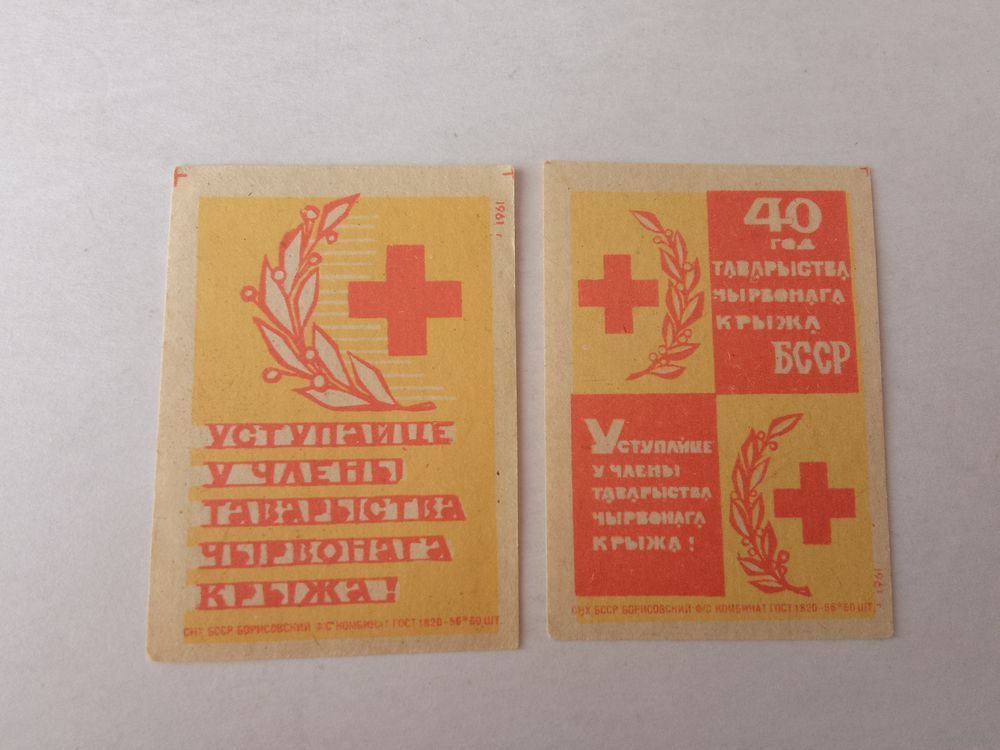 1961
УСТУПАЙЦЕ
У ЧЛЕНЫ
ТАВАРЫСТВА
ЧЫРВОНАГА
КРЫЖА!
СНХ БССР БОРИСОВСКИЙ Ф/С КОМБИНАТ ГОСТ 1820-56 г. 60 ШТ.
40
год
ТАВАРЫСТВА
ЧЫРВОНАГА
КРЫЖА
БССР
Уступайце
У ЧЛЕНЫ
ТАВАРЫСТВА
ЧЫРВОНАГА
КРЫЖА!
1961
СНХ БССР БОРИСОВСКИЙ Ф/С КОМБИНАТ ГОСТ 1820-56 г. 60 ШТ.